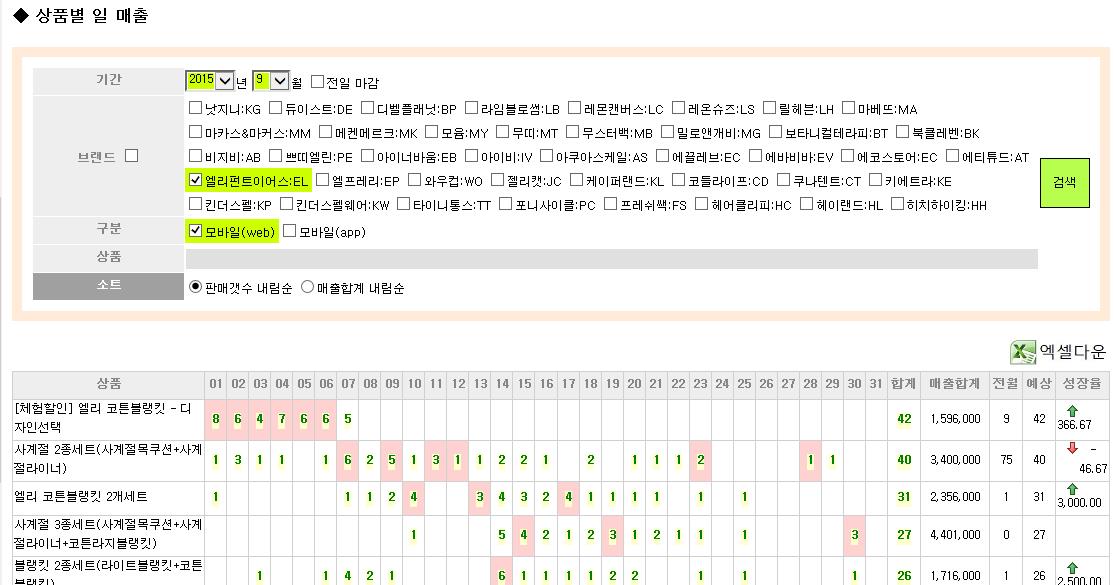 ◆ 상품별 일 매출
기간 2015 년 9 월 전일 마감
낫지니:KG 듀이스트:DE 디벨플래넛:BP 라임블로썸:LB 레몬캔버스:LC 레온슈즈:LS 릴헤븐:LH 마베뜨:MA
마카스&마커스:MM 메켄메르크:MK 모윰:MY 무띠:MT 무스터백:MB 밀로앤개비:MG 보타니컬테라피:BT 북클레벤:BK
브랜드 비지비:AB 쁘띠엘린:PE 아이너바움:EB 아이비:IV 아쿠아스케일:AS 에끌레브:EC 에바비바:EV 에코스토어:EC 에티튜드:AT
엘리펀트이어스:EL 엘프레리:EP 와우컵:WO 젤리캣:JC 케이퍼랜드:KL 코들라이프:CD 쿠나텐트:CT 키에트라:KE 검색
킨더스펠:KP 킨더스펠웨어:KW 타이니통스:TT 포니사이클:PC 프레쉬쌕:FS 헤어클리피:HC 헤이랜드:HL 히치하이킹:HH
구분 모바일(web) 모바일(app)
상품
소트 판매갯수 내림순 매출합계 내림순
엑셀다운
상품 01 02 03 04 05 06 07 08 09 10 11 12 13 14 15 16 17 18 19 20 21 22 23 24 25 26 27 28 29 30 31 합계 매출합계 전월 예상 성장률
[체험할인] 엘리 코튼블랭킷 - 디
자인선택 8 6 4 7 6 6 5 42 1,596,000 9 42 366.67
사계절 2종세트(사계절목쿠션+사계
절라이너) 1 3 1 1 1 6 2 5 1 3 1 1 2 2 1 2 1 1 1 2 1 1 40 3,400,000 75 40 -
46.67
엘리 코튼블랭킷 2개세트 1 1 1 2 4 3 4 3 2 4 1 1 1 1 1 1 31 2,356,000 1 31 3,000.00
사계절 3종세트(사계절목쿠션+사계
절라이너+코튼라지블랭킷) 1 5 4 2 1 2 3 1 2 1 1 1 3 27 4,401,000 0 27
블랭킷 2종세트(라이트블랭킷+코튼
블랭킷) 1 1 4 2 1 6 1 1 1 1 2 2 1 1 1 26 1,716,000 1 26 2,500.00